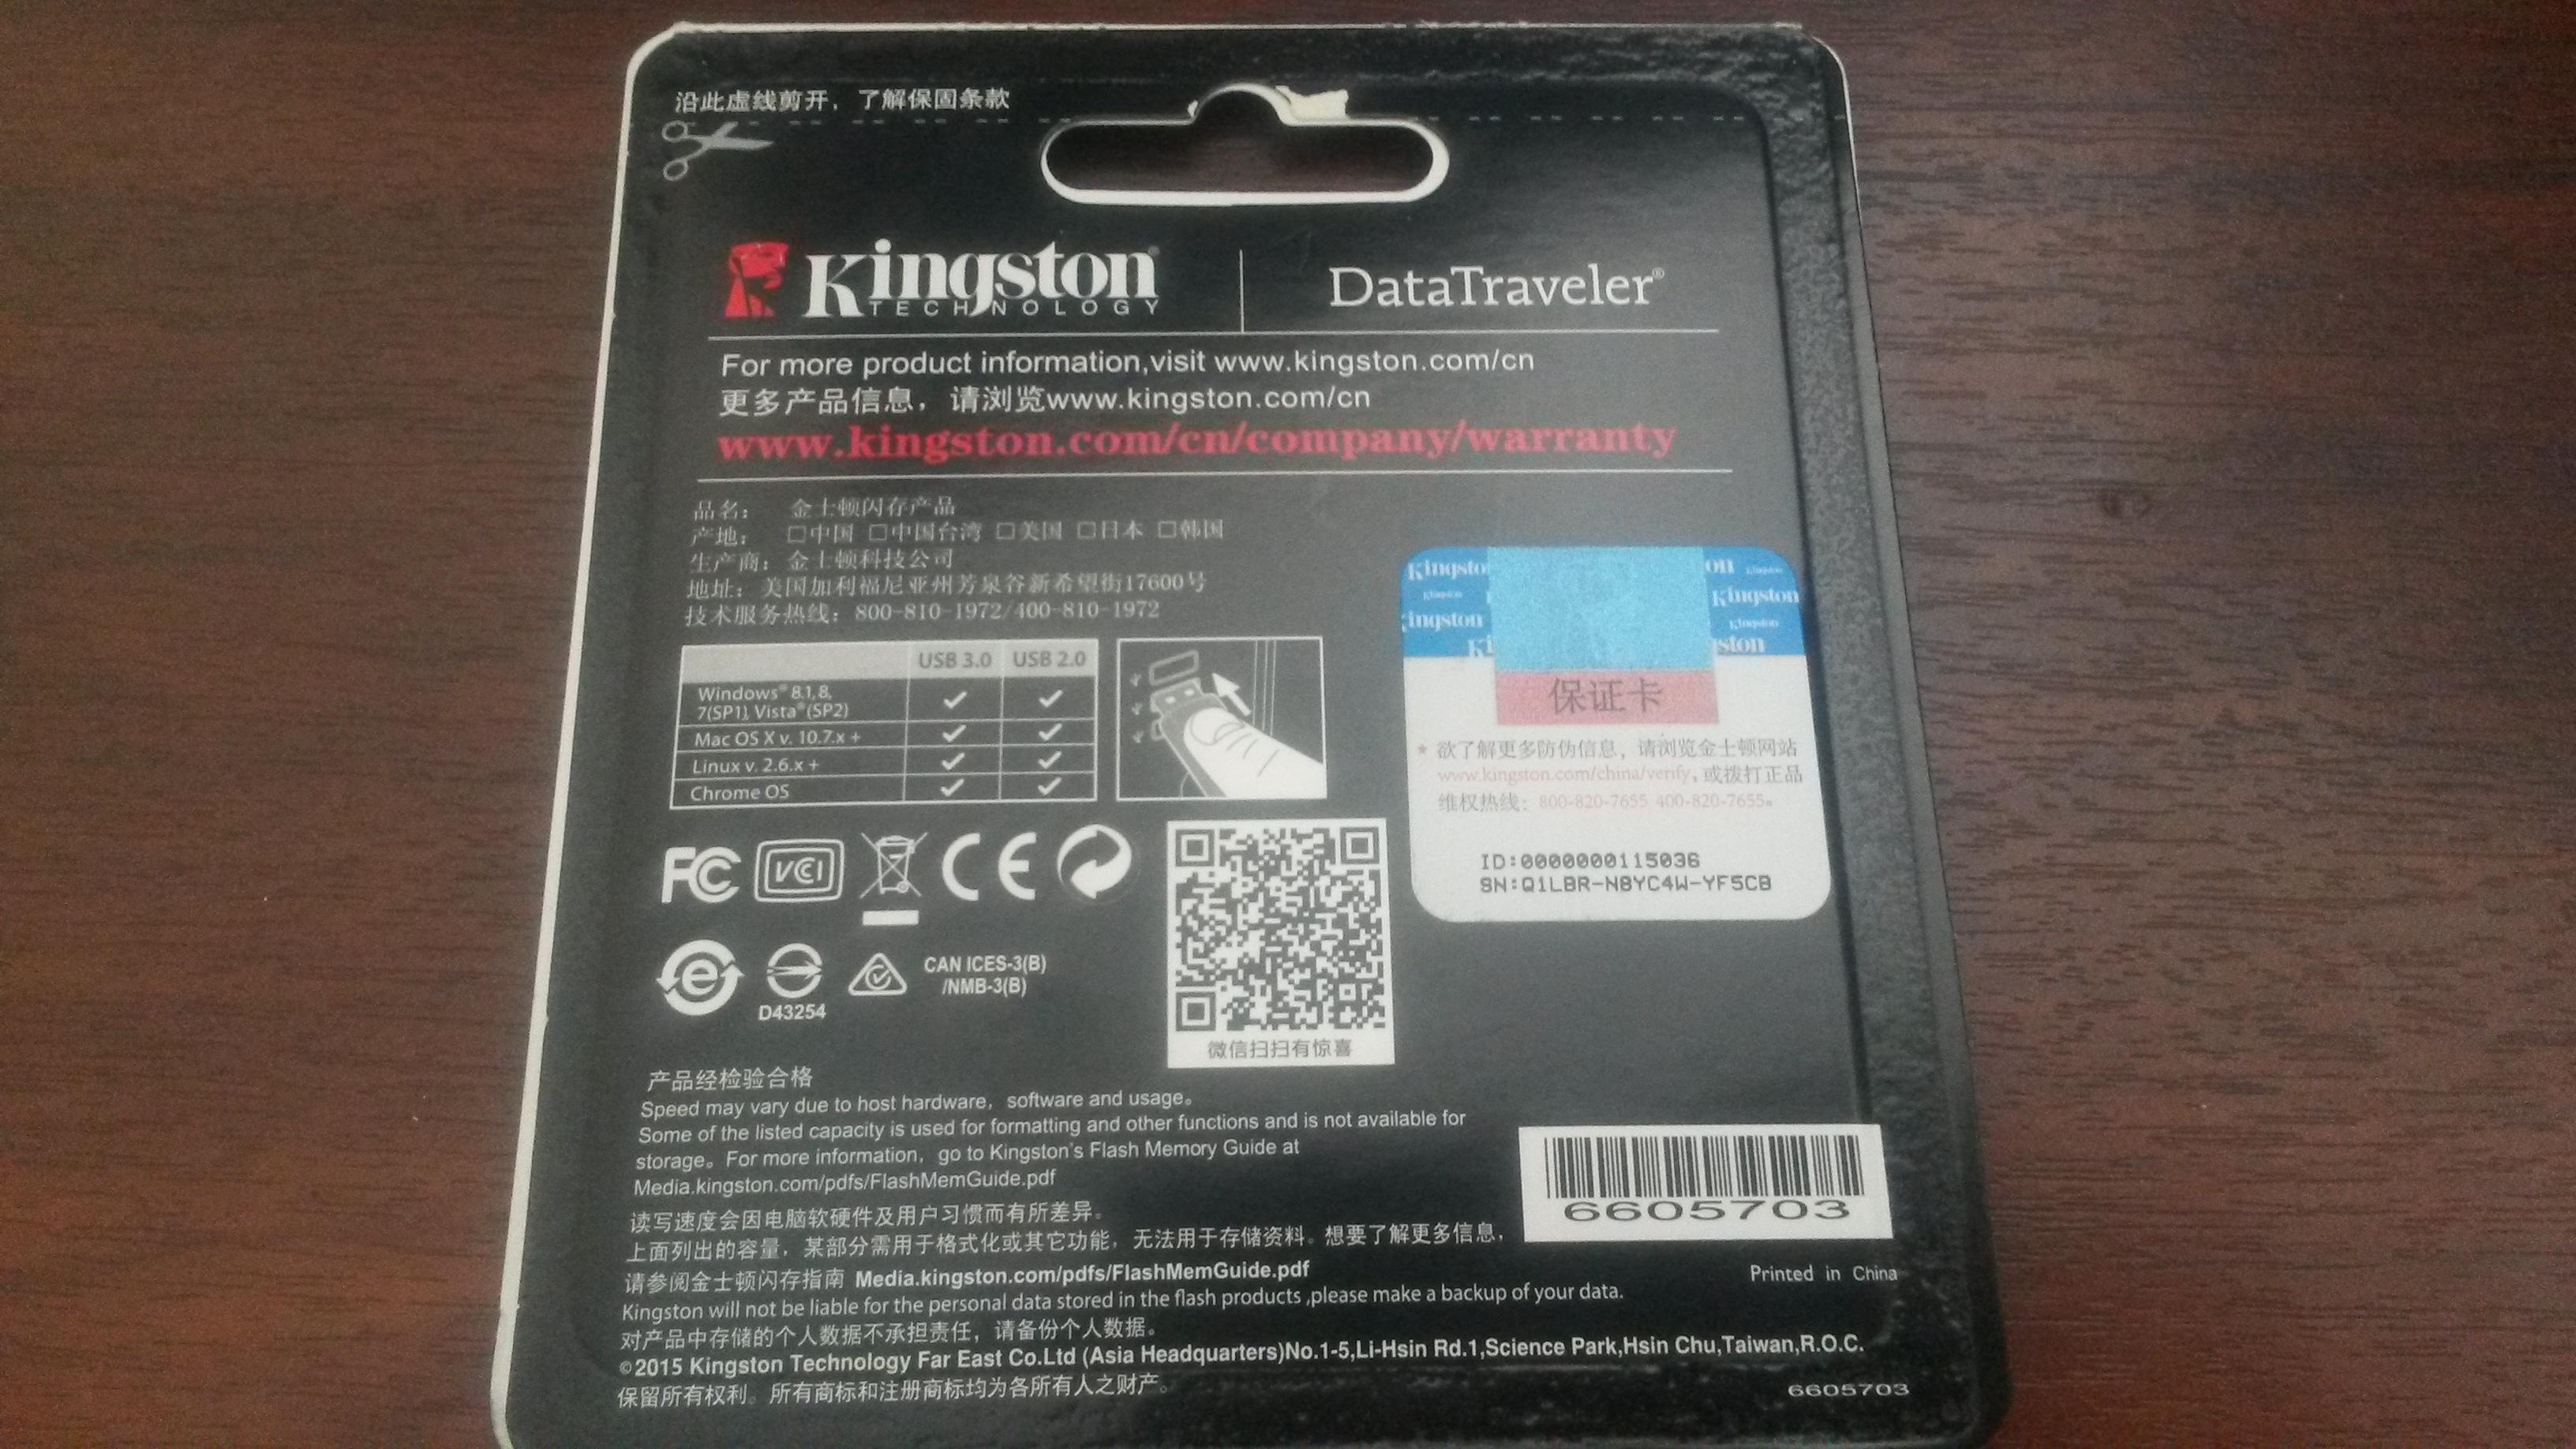 沿此虚线剪开，了解保固条款
Kingston®
TECHNOLOGY
DataTraveler®
For more product information,visit www.kingston.com/cn
更多产品信息，请浏览www.kingston.com/cn
www.kingston.com/cn/company/warranty
品名： 金士顿闪存产品
产地： □中国 □中国台湾 □美国 □日本 □韩国
生产商：金士顿科技公司
地址：美国加利福尼亚州芳泉谷新希望街17600号
技术服务热线：800-810-1972/400-810-1972
USB 3.0 USB 2.0
Windows® 8.1,8,
7(SP1), Vista®(SP2)
Mac OS X v. 10.7.x +
Linux v. 2.6.x +
Chrome OS
Kingston
保证卡
* 欲了解更多防伪信息，请浏览金士顿网站
www.kingston.com/china/verify，或拨打正品
维权热线：800-820-7655 400-820-7655。
ID:0000000115036
SN:Q1LBR-N8YC4W-YF5CB
FC VCI CE
D43254
CAN ICES-3(B)
/NMB-3(B)
微信扫扫有惊喜
产品经检验合格
Speed may vary due to host hardware，software and usage。
Some of the listed capacity is used for formatting and other functions and is not available for
storage。For more information，go to Kingston's Flash Memory Guide at
Media.kingston.com/pdfs/FlashMemGuide.pdf
读写速度会因电脑软硬件及用户习惯而有所差异。
上面列出的容量，某部分需用于格式化或其它功能，无法用于存储资料。想要了解更多信息，
请参阅金士顿闪存指南 Media.kingston.com/pdfs/FlashMemGuide.pdf
Kingston will not be liable for the personal data stored in the flash products ,please make a backup of your data.
对产品中存储的个人数据不承担责任，请备份个人数据。
©2015 Kingston Technology Far East Co.Ltd (Asia Headquarters)No.1-5,Li-Hsin Rd.1,Science Park,Hsin Chu,Taiwan,R.O.C.
保留所有权利。所有商标和注册商标均为各所有人之财产。
6605703
Printed in China
6605703